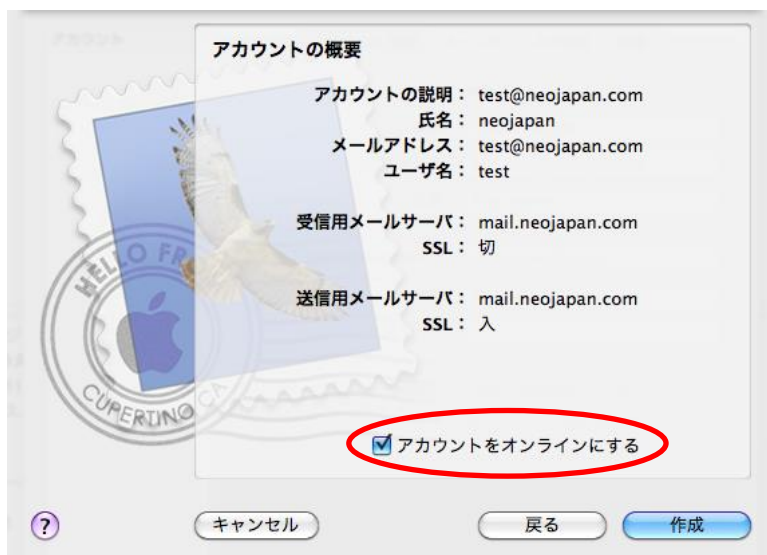 アカウントの概要
アカウントの説明： test@neojapan.com
氏名： neojapan
メールアドレス： test@neojapan.com
ユーザ名： test
受信用メールサーバ： mail.neojapan.com
SSL： 切
送信用メールサーバ： mail.neojapan.com
SSL： 入
HELLO FR
CUPERTINO CA
アカウントをオンラインにする
?
キャンセル
戻る
作成